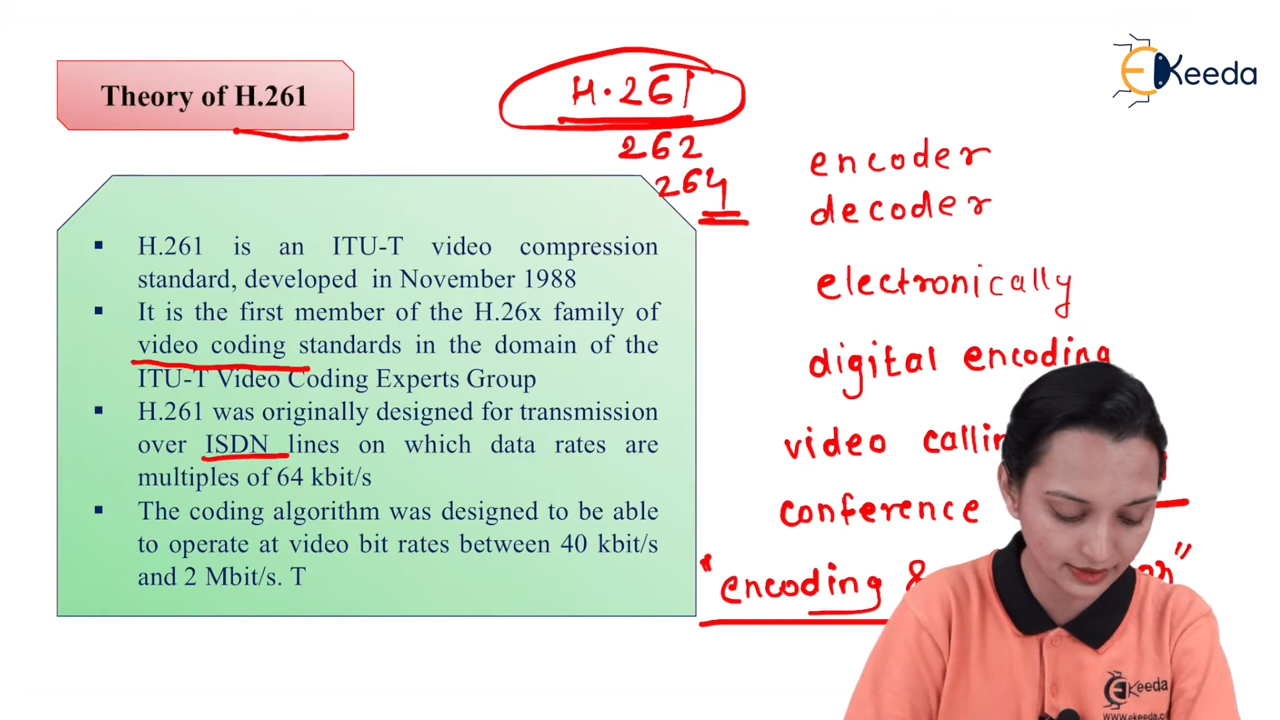 Theory of H.261
H.261
262
264
EKeeda
encoder
decoder
electronically
digital encoding
video
conference
"encoding &
▪ H.261 is an ITU-T video compression
standard, developed in November 1988
▪ It is the first member of the H.26x family of
video coding standards in the domain of the
ITU-T Video Coding Experts Group
▪ H.261 was originally designed for transmission
over ISDN lines on which data rates are
multiples of 64 kbit/s
▪ The coding algorithm was designed to be able
to operate at video bit rates between 40 kbit/s
and 2 Mbit/s. T
EKeeda